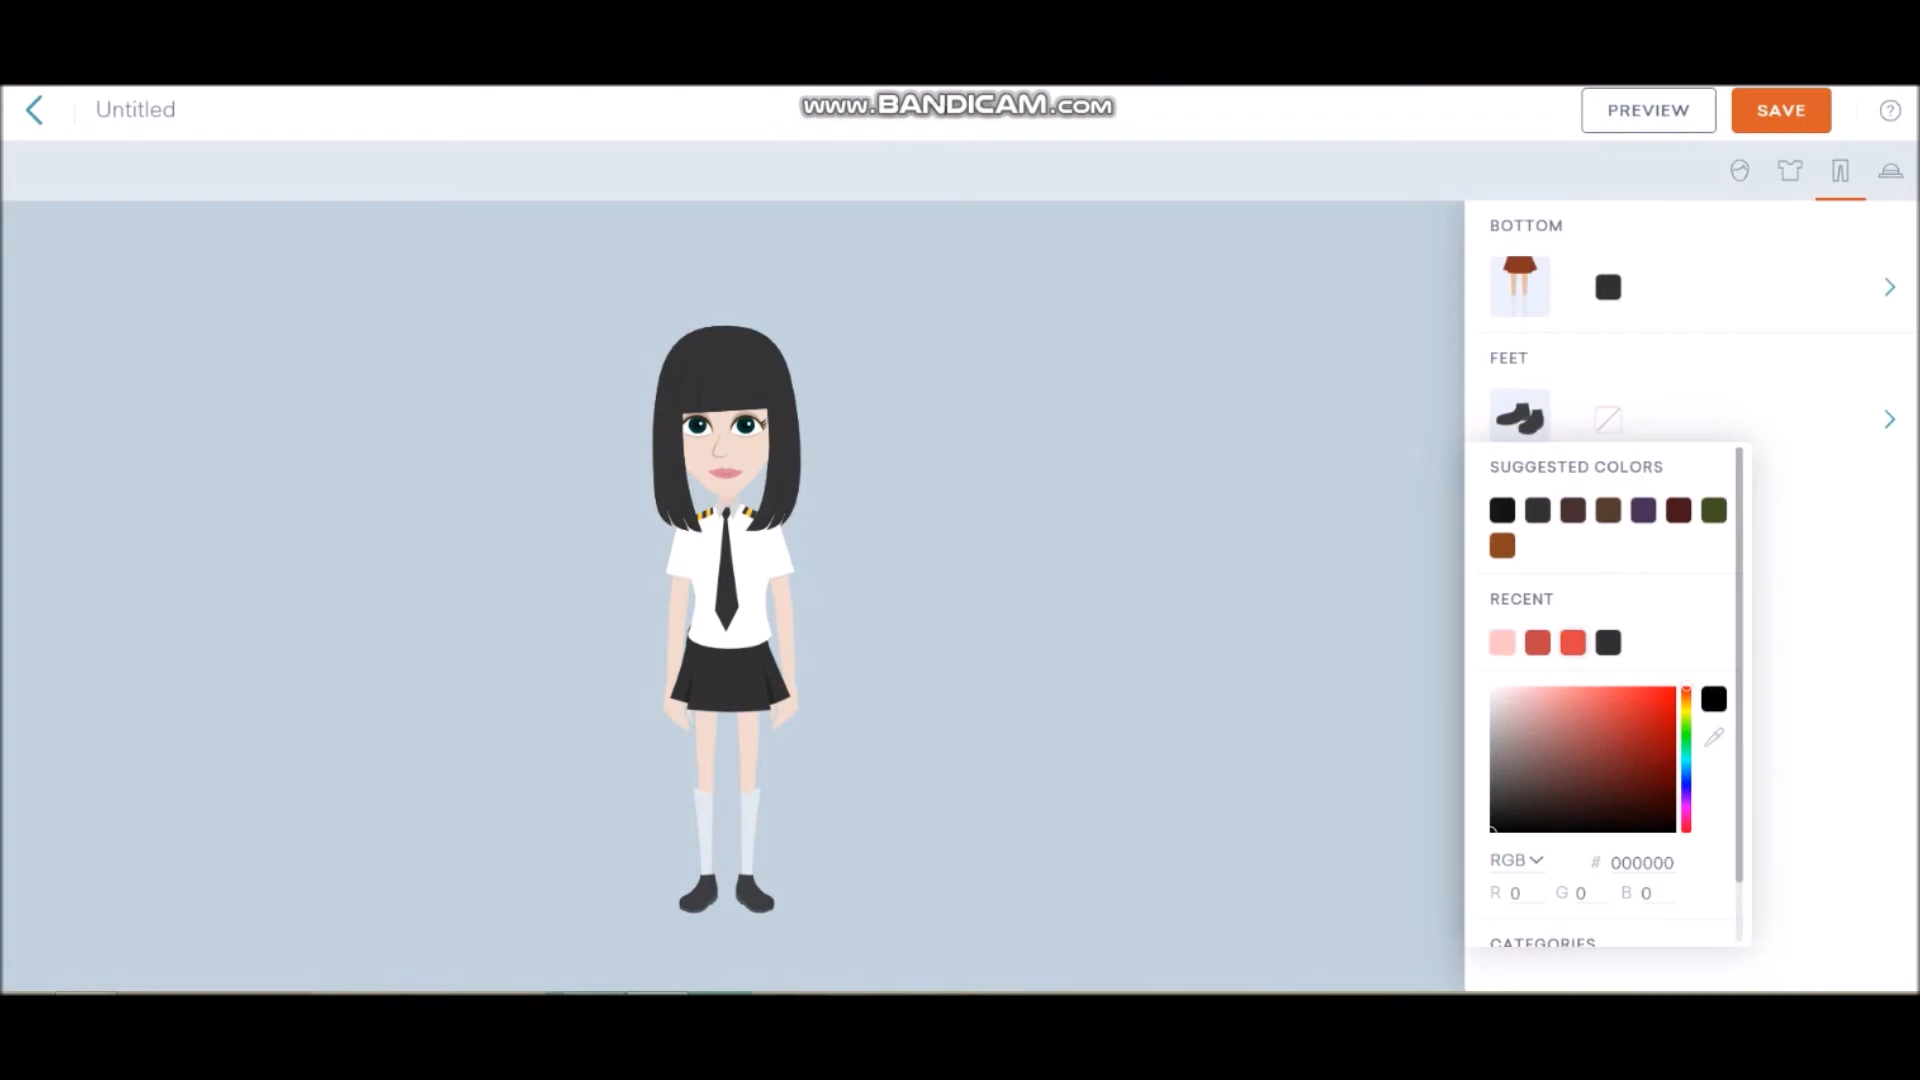 Untitled
www.BANDICAM.com
PREVIEW
SAVE
?
BOTTOM
FEET
SUGGESTED COLORS
RECENT
RGB
# 000000
R 0 G 0 B 0
CATEGORIES